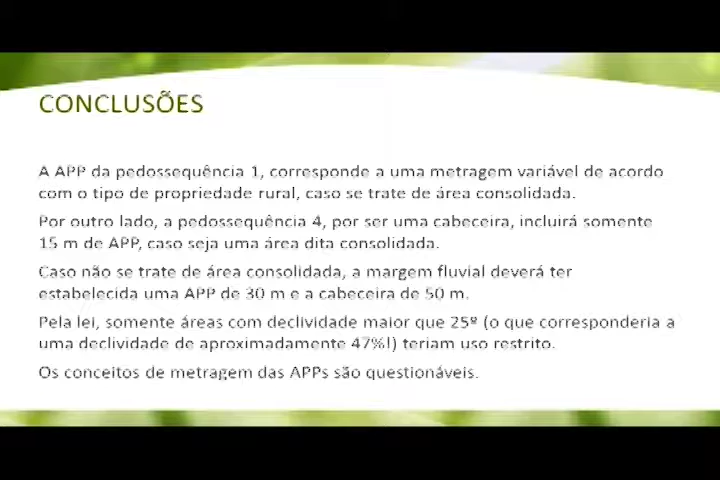 CONCLUSÕES
A APP da pedossequência 1, corresponde a uma metragem variável de acordo
com o tipo de propriedade rural, caso se trate de área consolidada.
Por outro lado, a pedossequência 4, por ser uma cabeceira, incluirá somente
15 m de APP, caso seja uma área dita consolidada.
Caso não se trate de área consolidada, a margem fluvial deverá ter
estabelecida uma APP de 30 m e a cabeceira de 50 m.
Pela lei, somente áreas com declividade maior que 25º (o que corresponderia a
uma declividade de aproximadamente 47%!) teriam uso restrito.
Os conceitos de metragem das APPs são questionáveis.